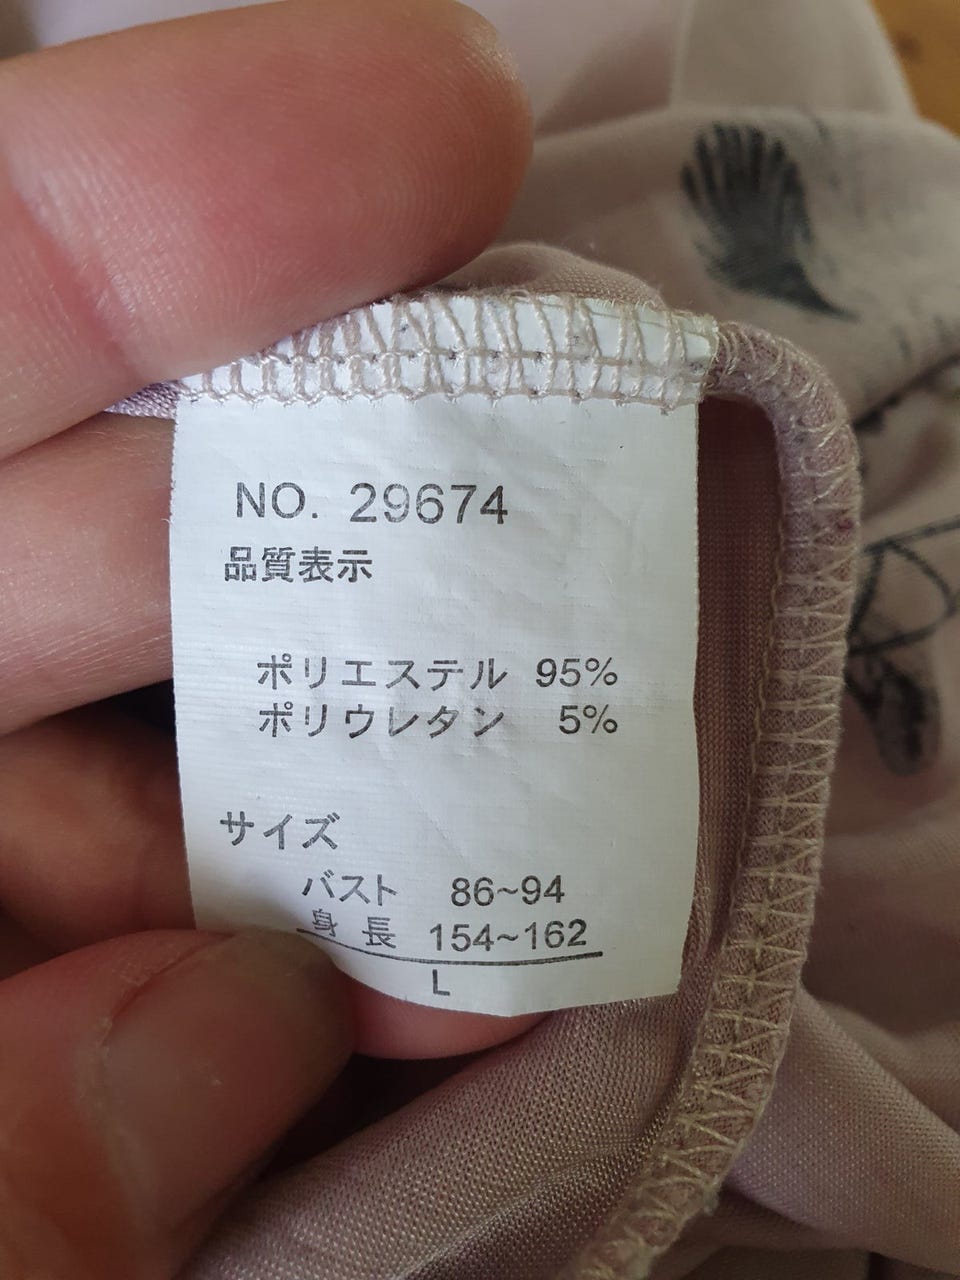 NO. 29674
品質表示
ポリエステル 95%
ポリウレタン 5%
サイズ
バスト 86~94
身長 154~162
L